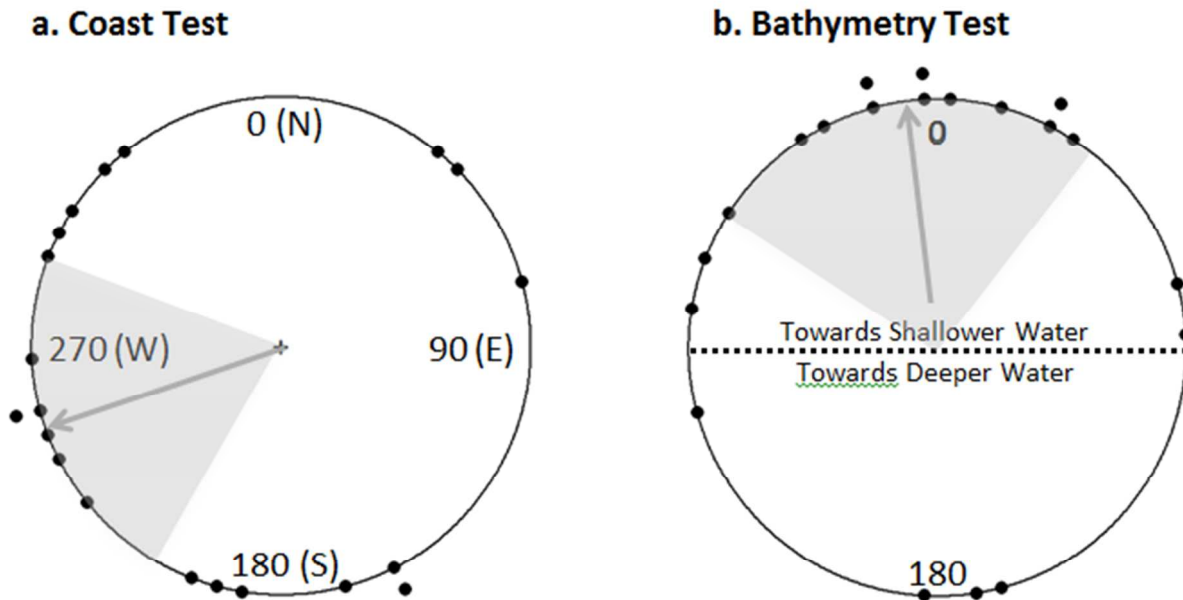 a. Coast Test
0 (N)
270 (W)
90 (E)
180 (S)
b. Bathymetry Test
0
Towards Shallower Water
Towards Deeper Water
180